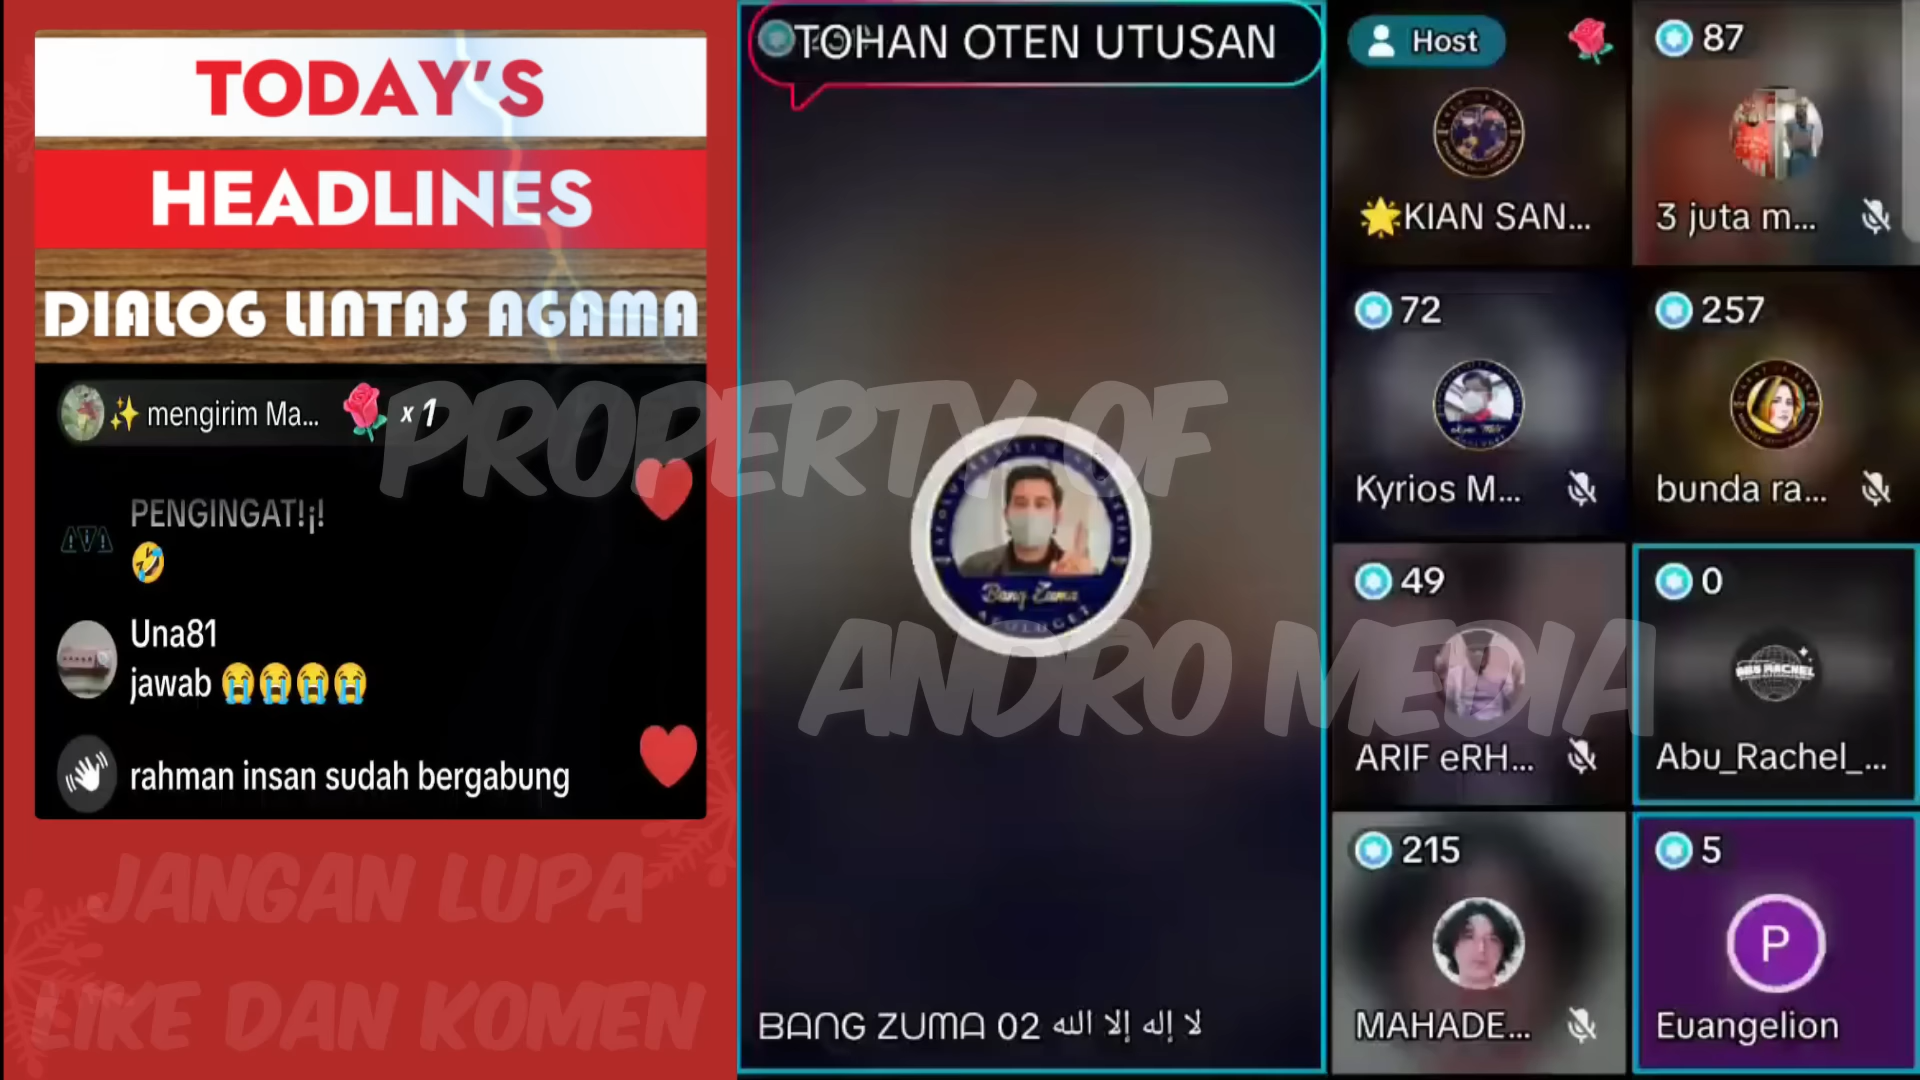 TODAY'S
HEADLINES
DIALOG LINTAS AGAMA
mengirim Ma... x 1
PENGINGAT!¡!
🤣
Una81
jawab 😭😭😭😭
rahman insan sudah bergabung
JANGAN LUPA
LIKE DAN KOMEN
TOHAN OTEN UTUSAN
Bang Zuma
BANG ZUMA 02 لا إله إلا الله
PROPERTY OF
ANDRO MEDIA
Host
🌟KIAN SAN...
87
3 juta m...
72
Kyrios M...
257
bunda ra...
49
ARIF eRH...
0
Abu_Rachel_...
215
MAHADE...
5
P
Euangelion